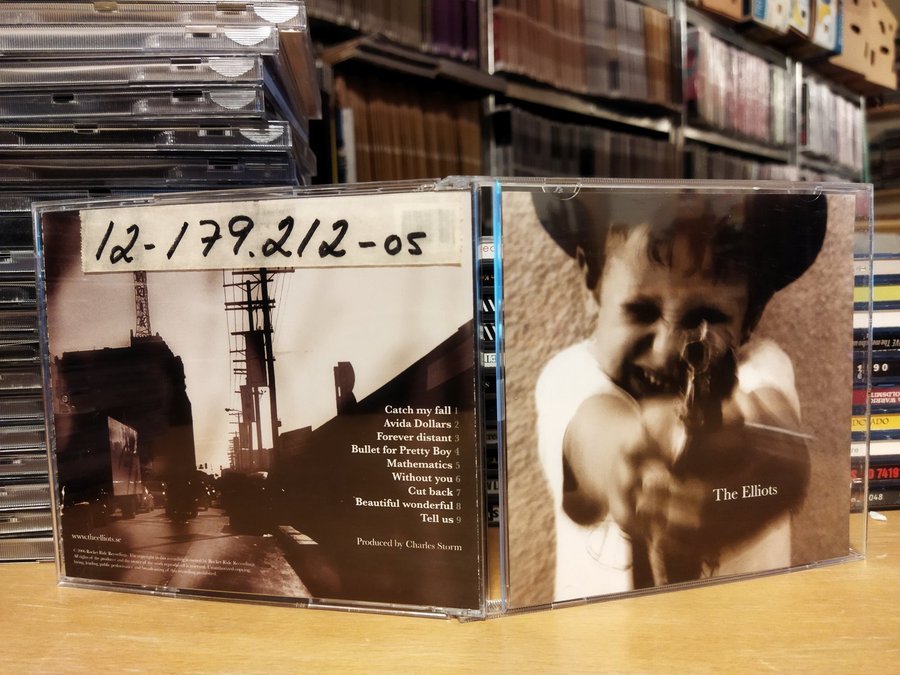 12-179.212-05
Catch my fall 1
Avida Dollars 2
Forever distant 3
Bullet for Pretty Boy 4
Mathematics 5
Without you 6
Cut back 7
Beautiful wonderful 8
Tell us 9
Produced by Charles Storm
www.theelliots.se
The Elliots